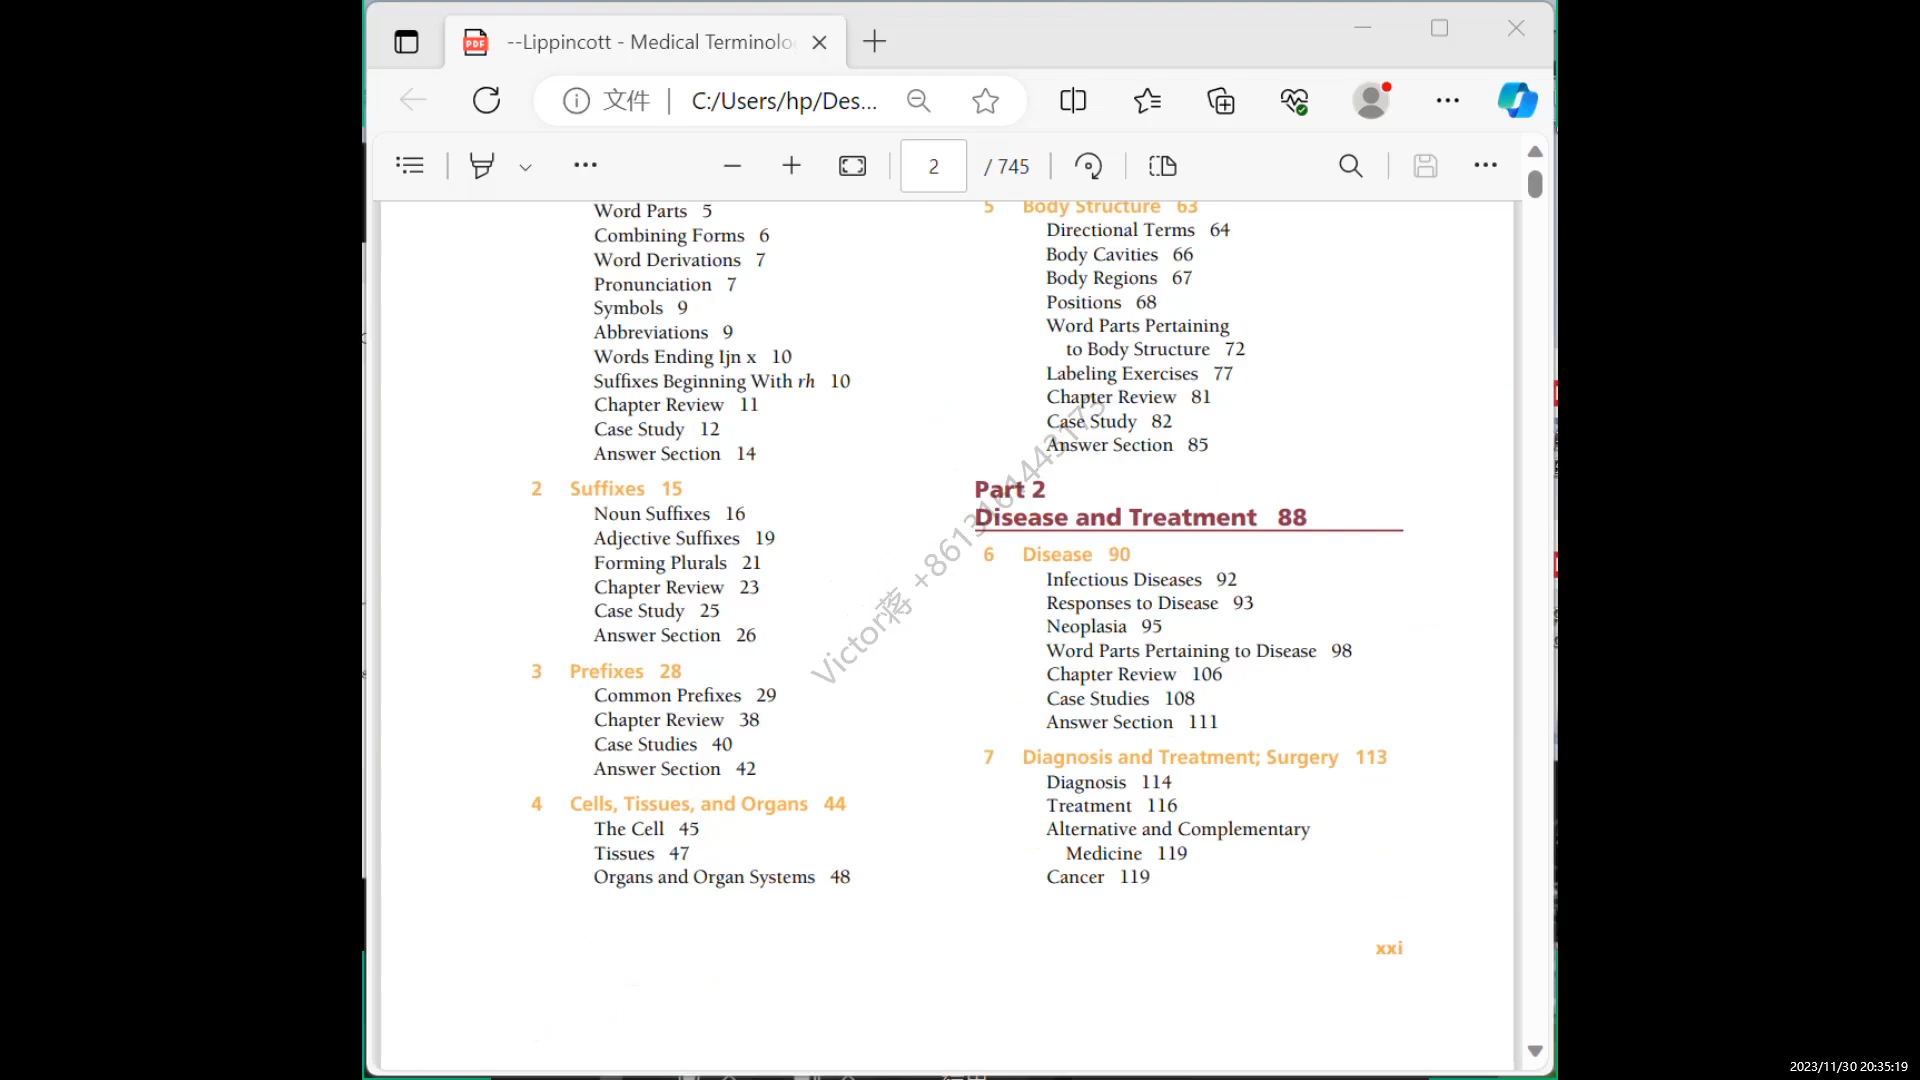 --Lippincott - Medical Terminolo
文件 | C:/Users/hp/Des...
2 / 745
Word Parts 5
Combining Forms 6
Word Derivations 7
Pronunciation 7
Symbols 9
Abbreviations 9
Words Ending Ijn x 10
Suffixes Beginning With rh 10
Chapter Review 11
Case Study 12
Answer Section 14
2 Suffixes 15
Noun Suffixes 16
Adjective Suffixes 19
Forming Plurals 21
Chapter Review 23
Case Study 25
Answer Section 26
3 Prefixes 28
Common Prefixes 29
Chapter Review 38
Case Studies 40
Answer Section 42
4 Cells, Tissues, and Organs 44
The Cell 45
Tissues 47
Organs and Organ Systems 48
5 Body Structure 63
Directional Terms 64
Body Cavities 66
Body Regions 67
Positions 68
Word Parts Pertaining
to Body Structure 72
Labeling Exercises 77
Chapter Review 81
Case Study 82
Answer Section 85
Part 2
Disease and Treatment 88
6 Disease 90
Infectious Diseases 92
Responses to Disease 93
Neoplasia 95
Word Parts Pertaining to Disease 98
Chapter Review 106
Case Studies 108
Answer Section 111
7 Diagnosis and Treatment; Surgery 113
Diagnosis 114
Treatment 116
Alternative and Complementary
Medicine 119
Cancer 119
xxi
Victor蒋
2023/11/30 20:35:19